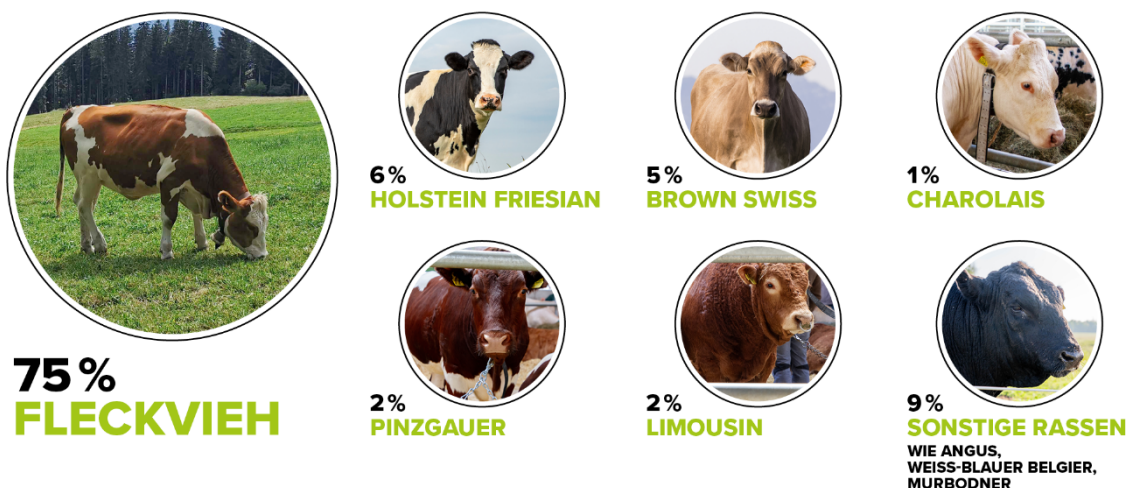 75 %
FLECKVIEH
6 %
HOLSTEIN FRIESIAN
5 %
BROWN SWISS
1 %
CHAROLAIS
2 %
PINZGAUER
2 %
LIMOUSIN
9 %
SONSTIGE RASSEN
WIE ANGUS,
WEISS-BLAUER BELGIER,
MURBODNER